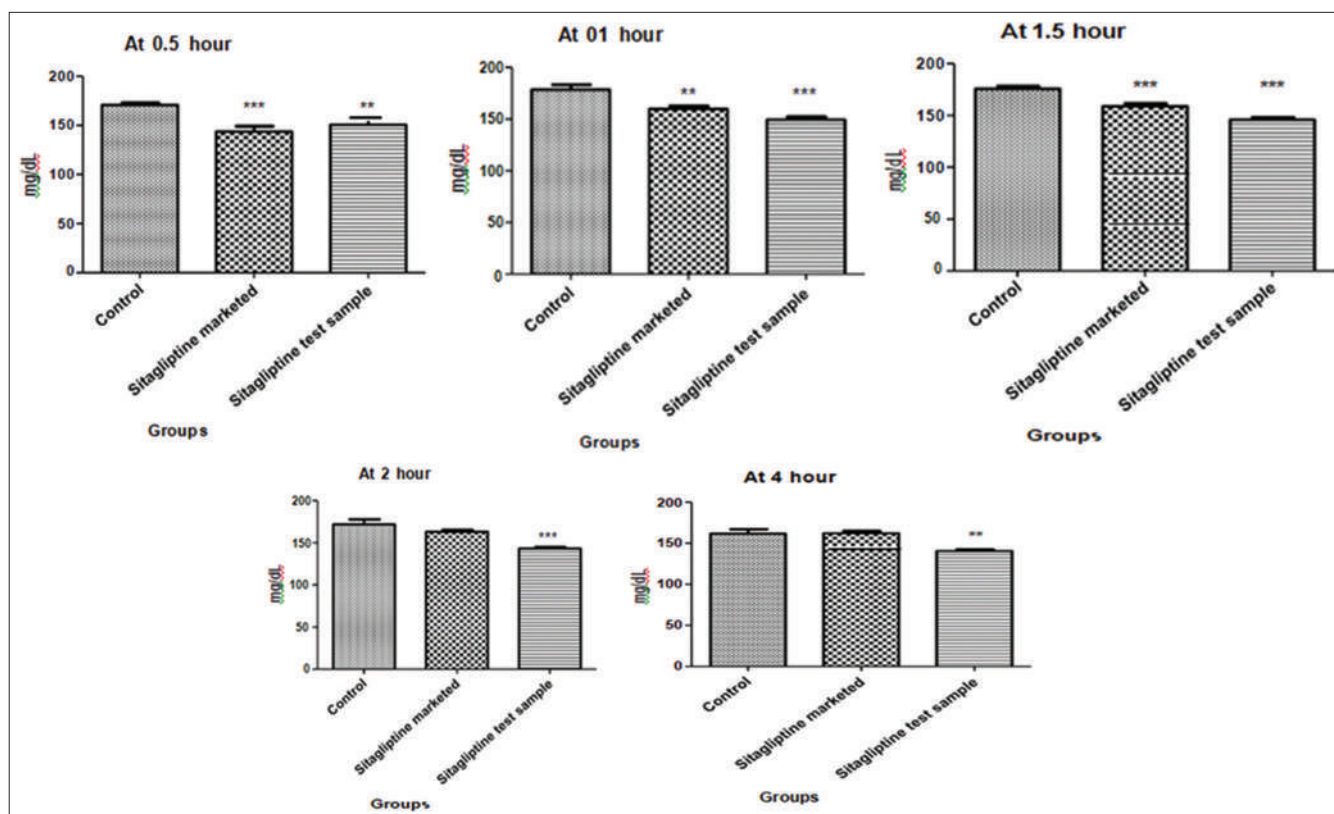 At 0.5 hour
200
150
100
50
0
mg/dL
***
**
Control
Sitagliptine marketed
Sitagliptine test sample
Groups
At 01 hour
200
150
100
50
0
mg/dL
**
***
Control
Sitagliptine marketed
Sitagliptine test sample
Groups
At 1.5 hour
200
150
100
50
0
mg/dL
***
***
Control
Sitagliptine marketed
Sitagliptine test sample
Groups
At 2 hour
200
150
100
50
0
mg/dL
***
Control
Sitagliptine marketed
Sitagliptine test sample
Groups
At 4 hour
200
150
100
50
0
mg/dL
**
Control
Sitagliptine marketed
Sitagliptine test sample
Groups